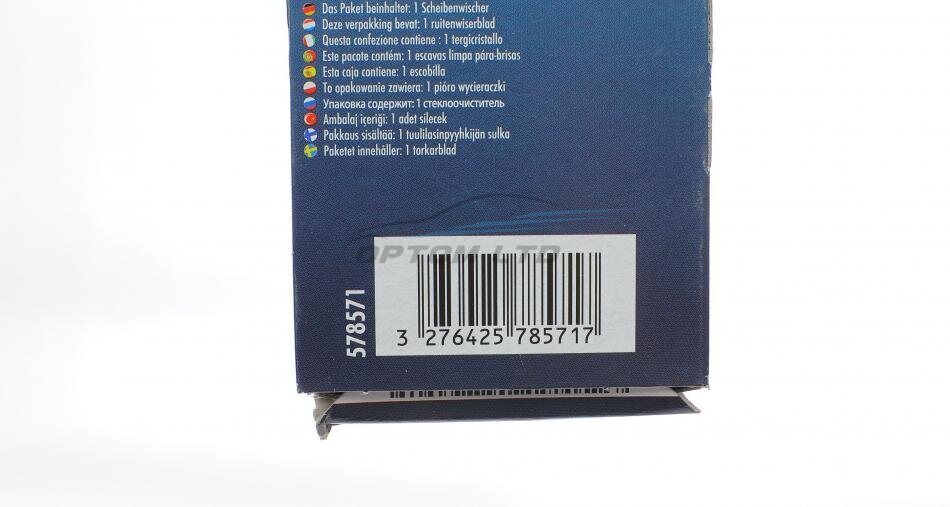 Das Paket beinhaltet: 1 Scheibenwischer
Deze verpakking bevat: 1 ruitenwiserblad
Questa confezione contiene : 1 tergicristallo
Este pacote contém: 1 escovas limpa pára-brisas
Esta caja contiene: 1 escobilla
To opakowanie zawiera: 1 pióro wycieraczki
Упаковка содержит: 1 стеклоочиститель
Ambalaj içeriği: 1 adet silecek
Pakkaus sisältää: 1 tuulilasinpyyhkijän sulka
Paketet innehåller: 1 torkarblad
OPTOM LTD
578571
3 276425 785717